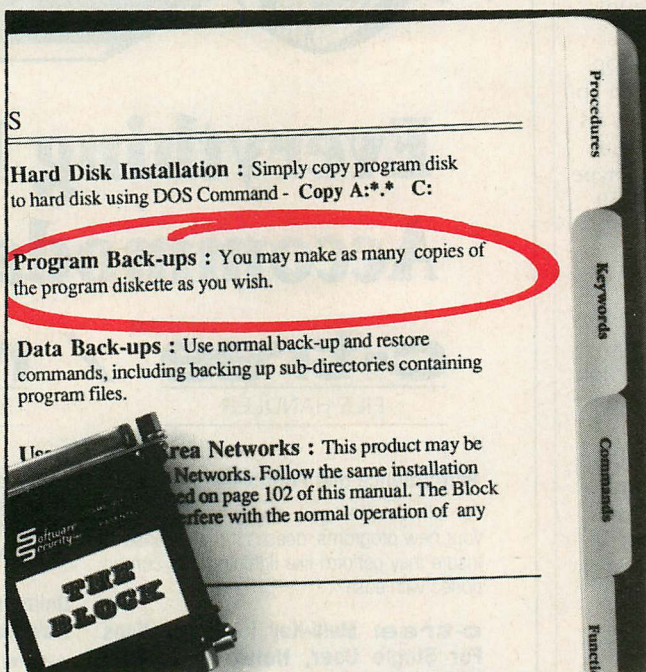 S
Hard Disk Installation : Simply copy program disk
to hard disk using DOS Command - Copy A:*.* C:
Program Back-ups : You may make as many copies of
the program diskette as you wish.
Data Back-ups : Use normal back-up and restore
commands, including backing up sub-directories containing
program files.
rea Networks : This product may be
Networks. Follow the same installation
ed on page 102 of this manual. The Block
erfere with the normal operation of any
Software
Security
THE
BLOCK
Procedures
Keywords
Commands
Functi